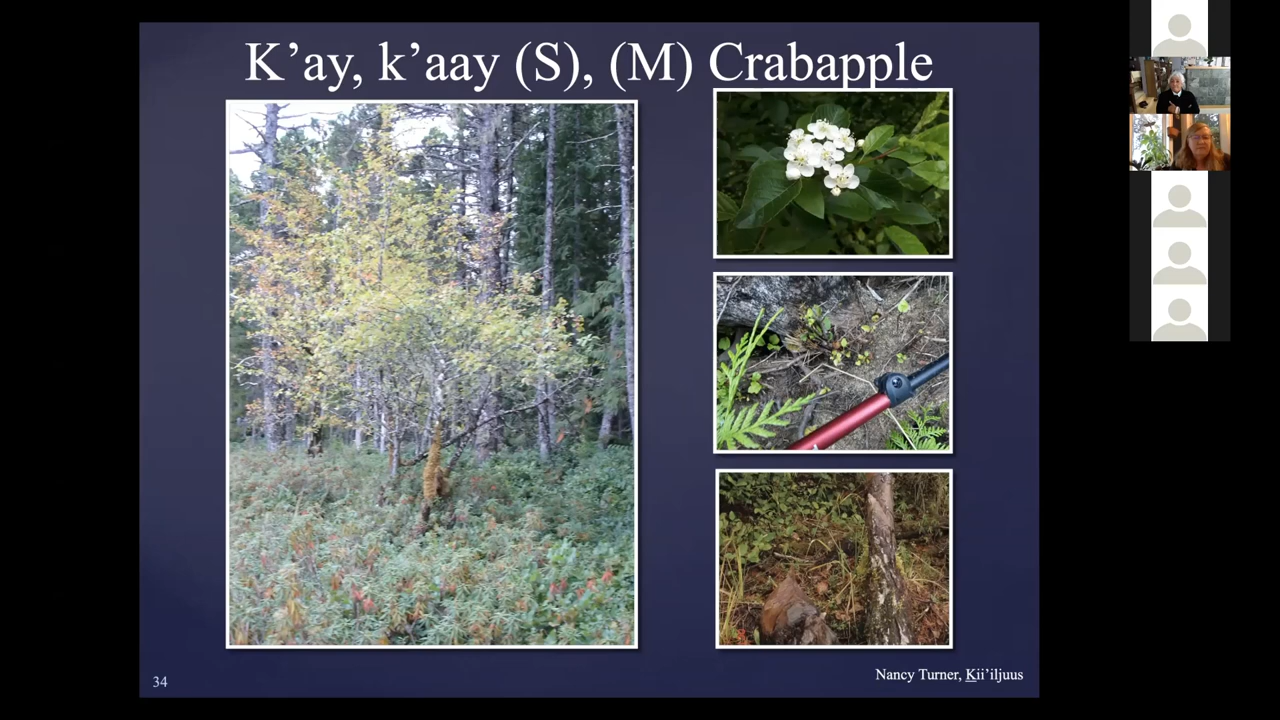 K’ay, k’aay (S), (M) Crabapple
34
Nancy Turner, Kii’iljuus